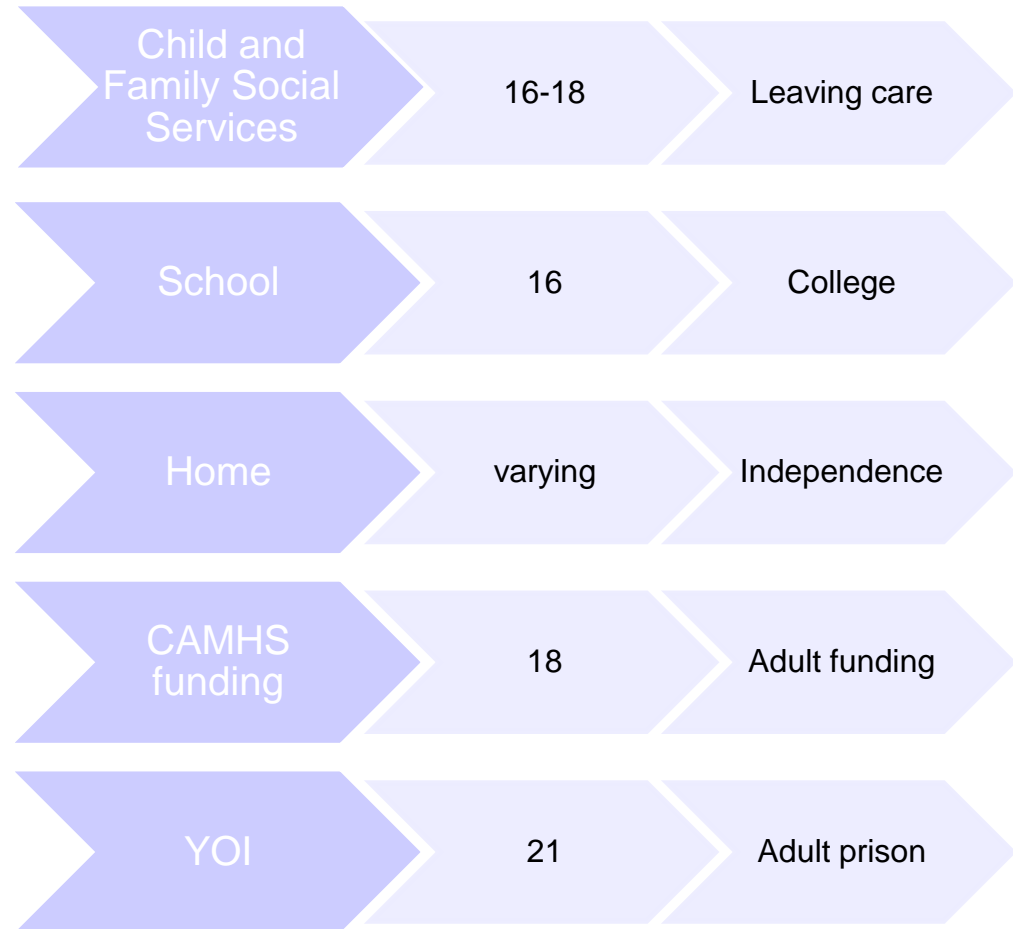 Child and
Family Social
Services
16-18
Leaving care
School
16
College
Home
varying
Independence
CAMHS
funding
18
Adult funding
YOI
21
Adult prison